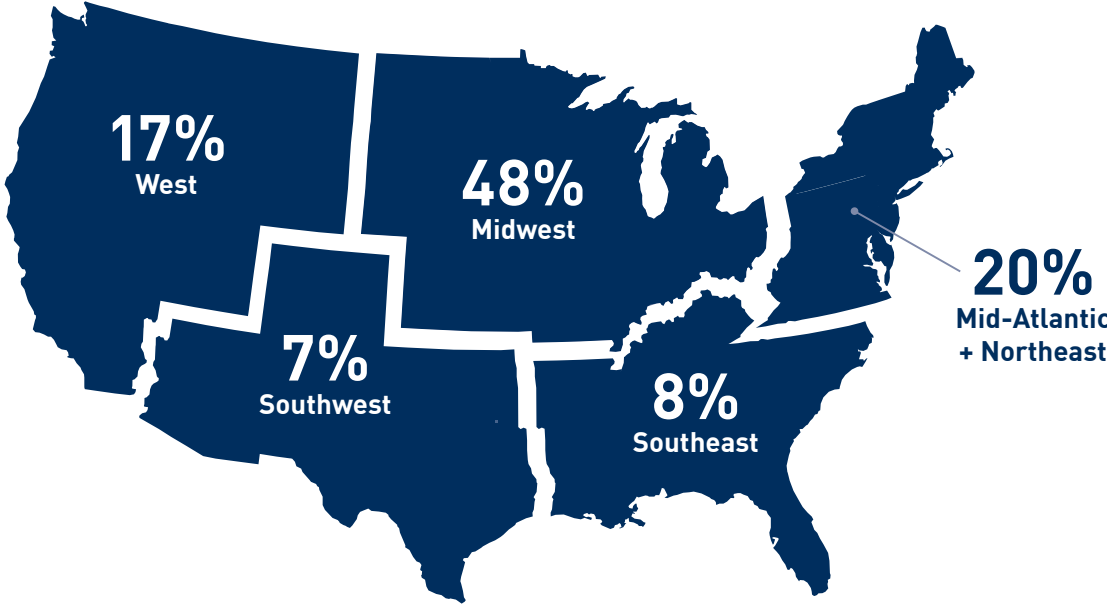 17%
West
48%
Midwest
20%
Mid-Atlantic
+ Northeast
7%
Southwest
8%
Southeast